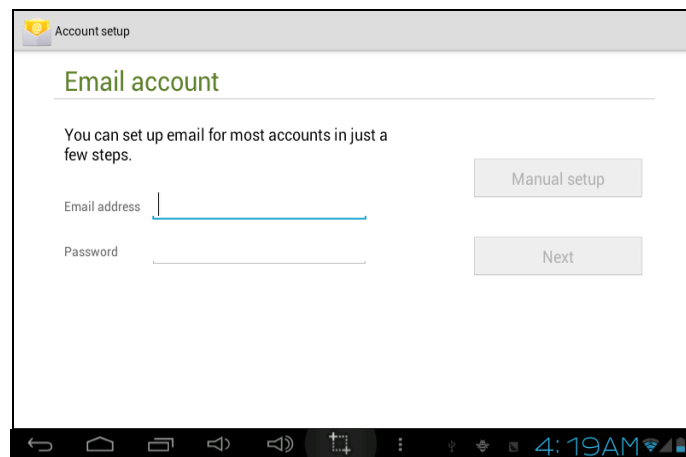 Account setup
Email account
You can set up email for most accounts in just a
few steps.
Manual setup
Email address
Password
Next
4:19AM